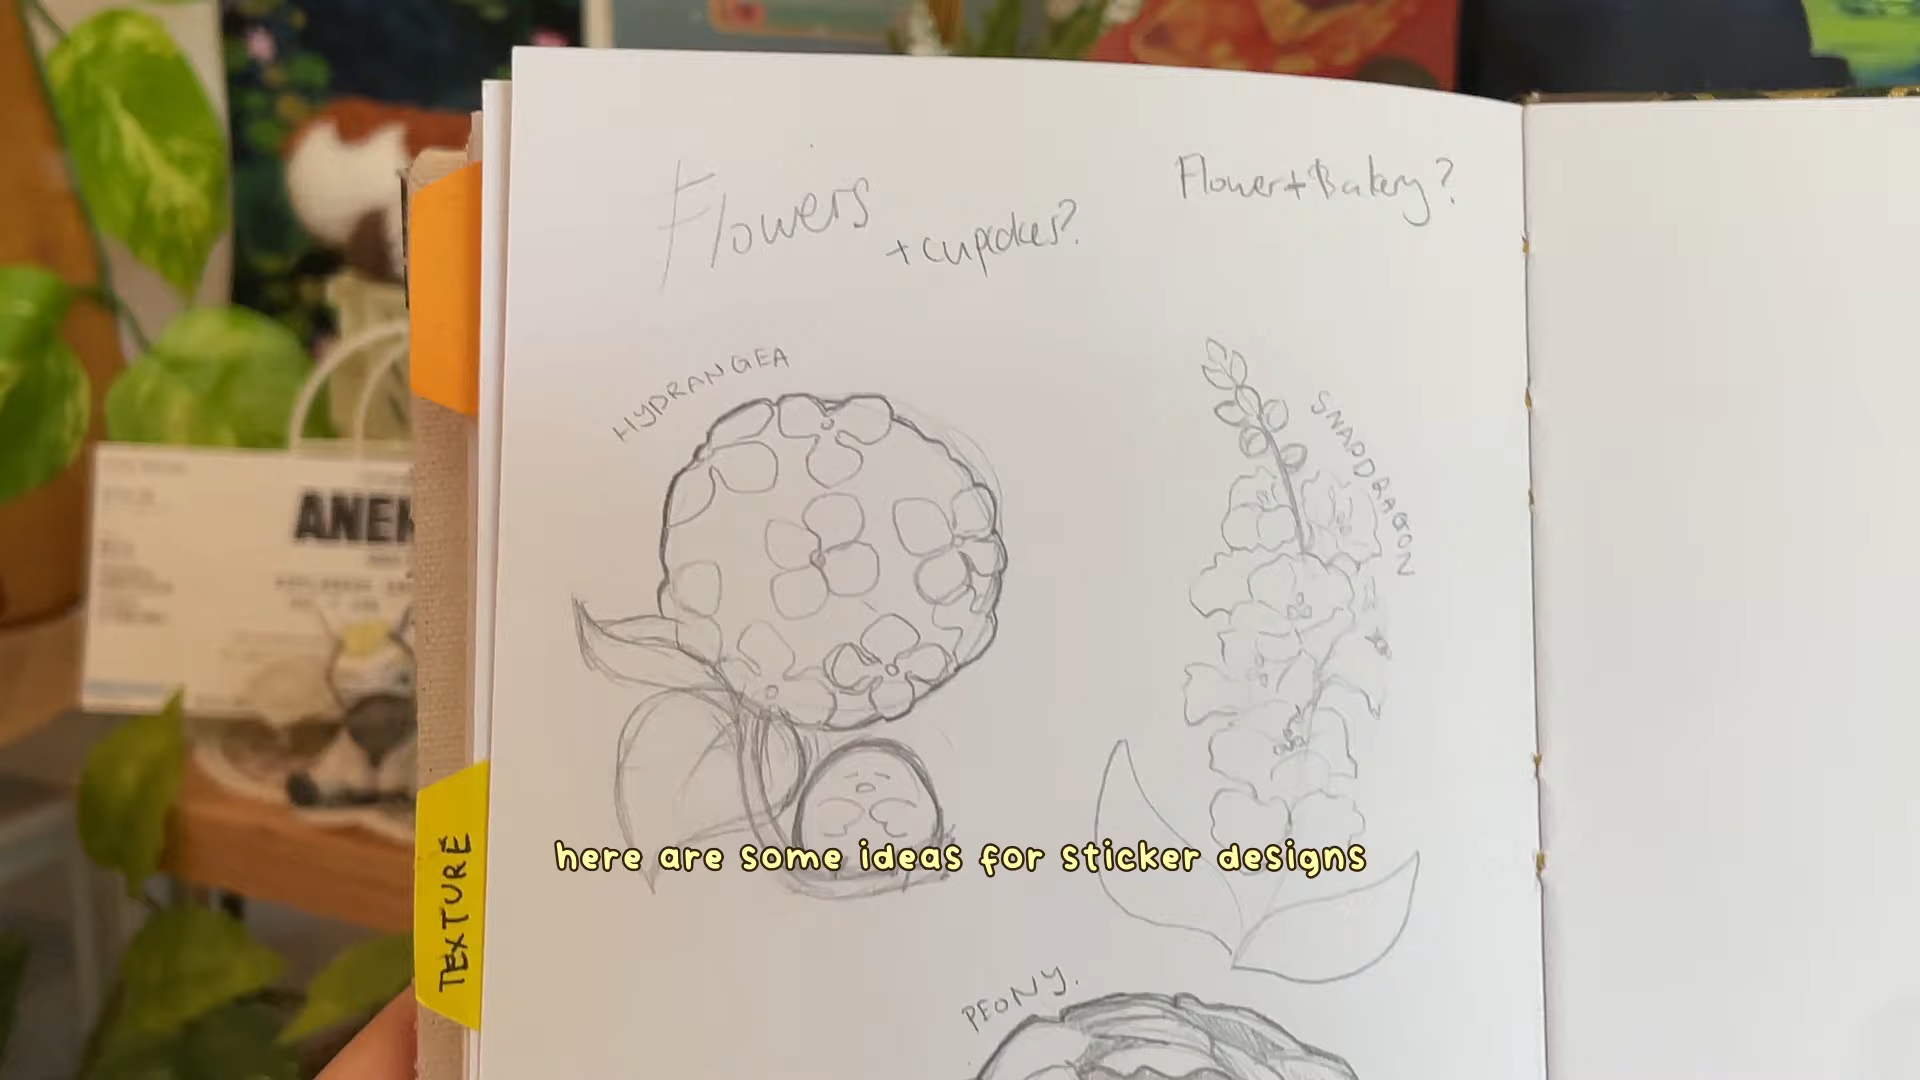 Flowers
+ cupcakes?
Flower + Bakery?
HYDRANGEA
SNAPDRAGON
ANEK
TEXTURE
here are some ideas for sticker designs
PEONY.